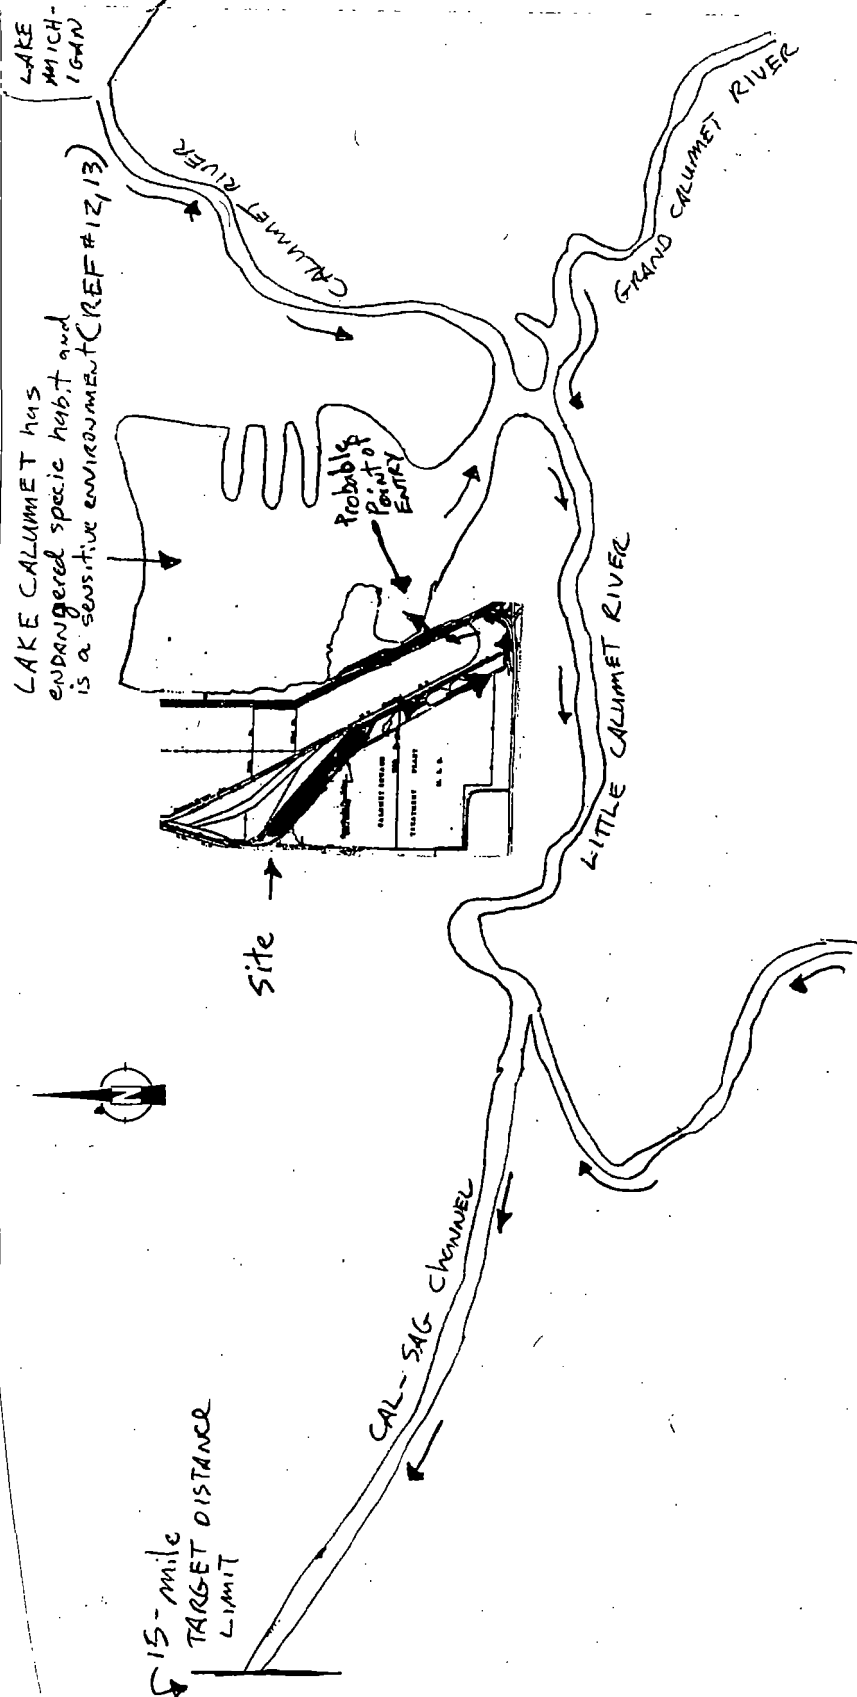 LAKE
MICH-
IGAN
LAKE CALUMET has
ENDANgered specie habit and
is a sensitive environment (REF #12,13)
CALUMET RIVER
GRAND CALUMET RIVER
Probable
Point of
ENTRY
LITTLE CALUMET RIVER
CALUMET SEWAGE
TREATMENT PLANT
M. S. D.
Site
N
CAL-SAG ChANNEL
15-mile
TARGET DISTANCE
LIMIT